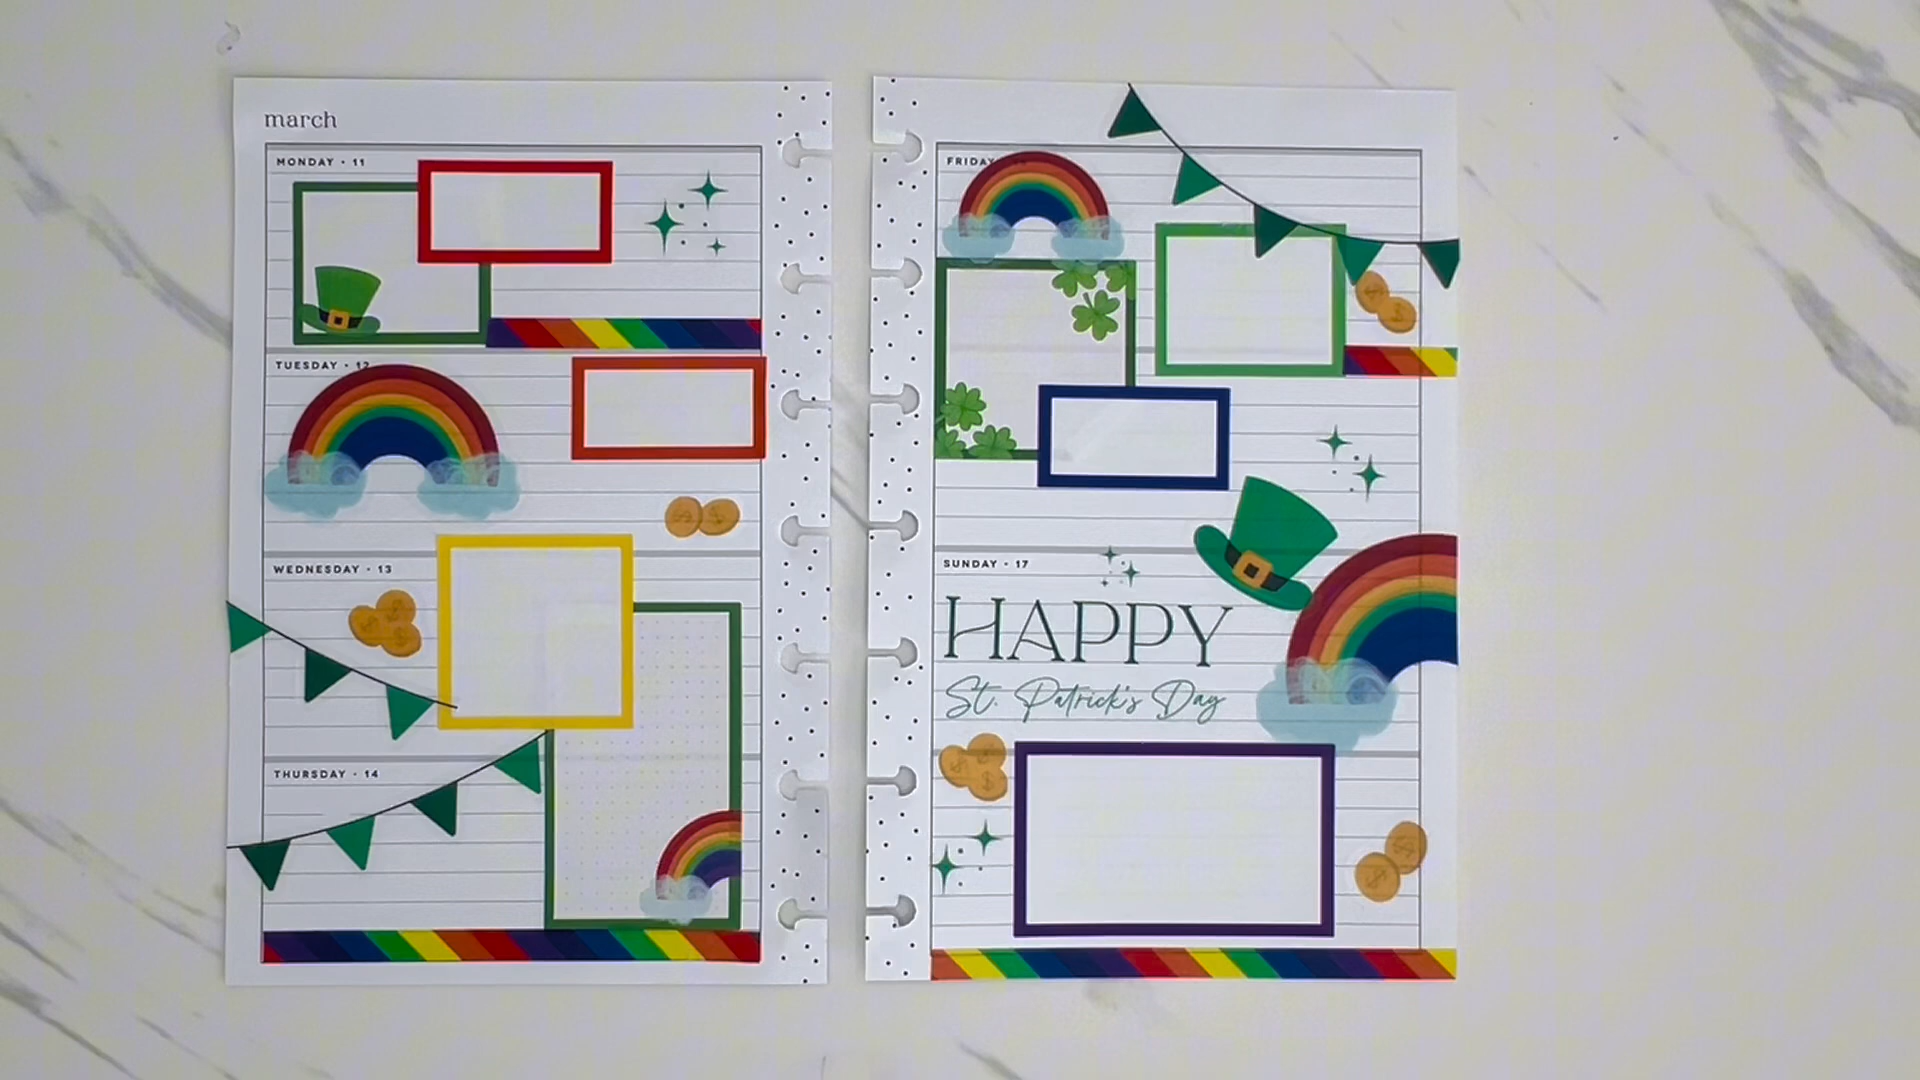 march
MONDAY • 11
TUESDAY • 12
WEDNESDAY • 13
THURSDAY • 14
FRIDAY
SUNDAY • 17
HAPPY
St. Patrick's Day